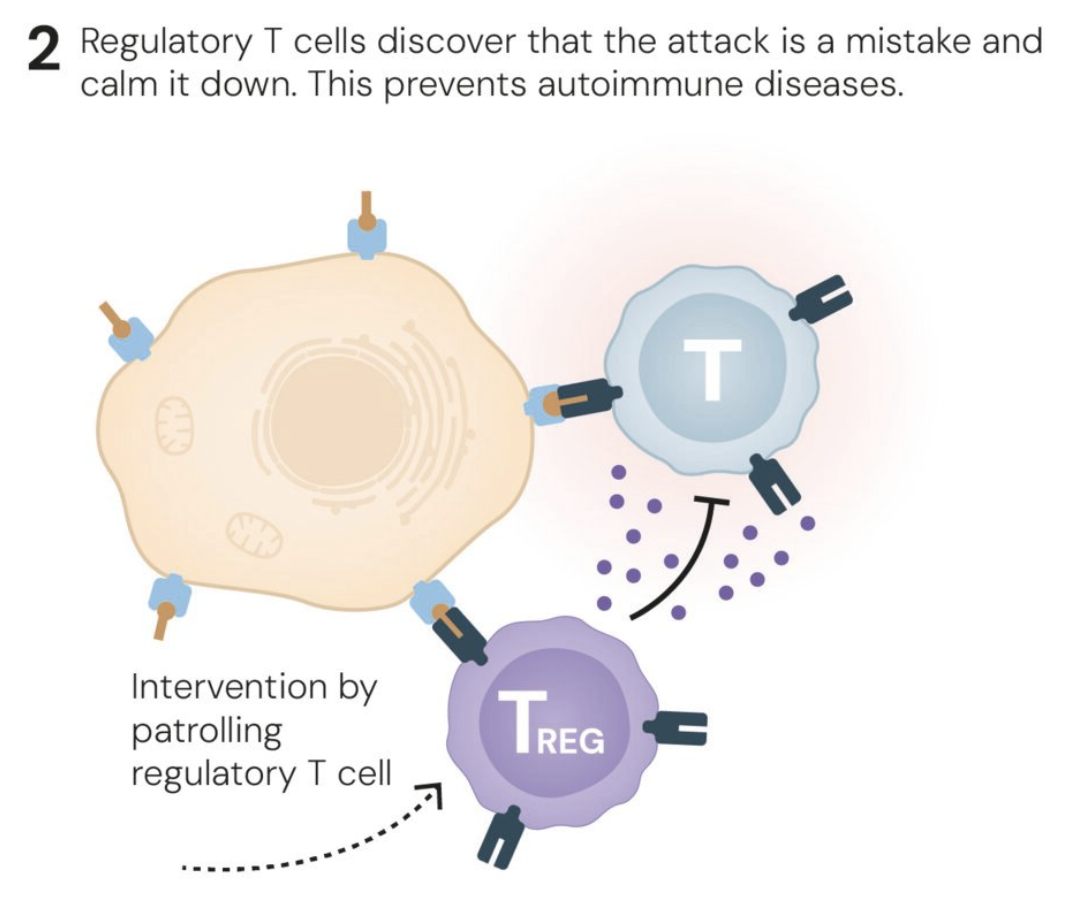 2 Regulatory T cells discover that the attack is a mistake and
calm it down. This prevents autoimmune diseases.
T
Intervention by
patrolling
regulatory T cell
TREG